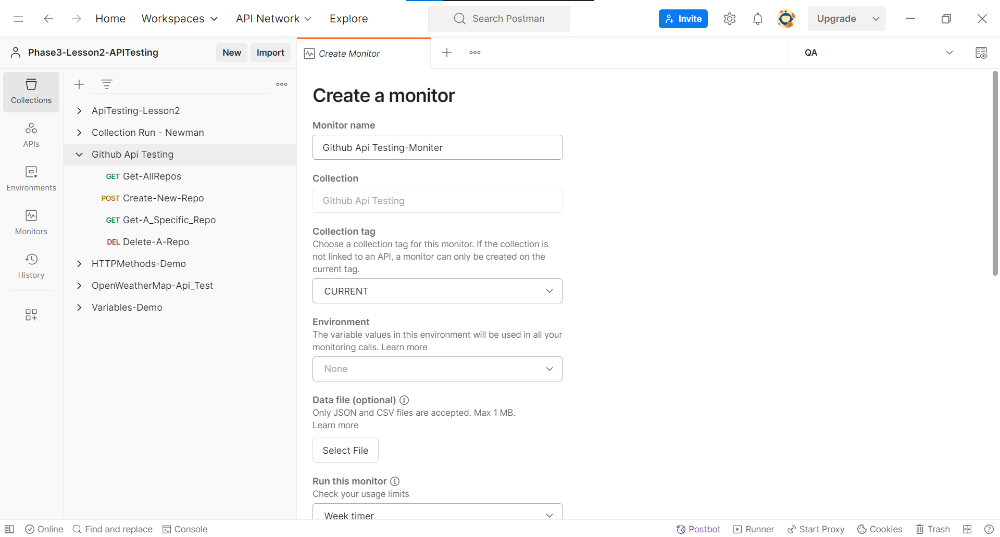 Home
Workspaces
API Network
Explore
Search Postman
Invite
Upgrade
Phase3-Lesson2-APITesting
New
Import
Create Monitor
QA
Collections
APIs
Environments
Monitors
History
ApiTesting-Lesson2
Collection Run - Newman
Github Api Testing
GET Get-AllRepos
POST Create-New-Repo
GET Get-A_Specific_Repo
DEL Delete-A-Repo
HTTPMethods-Demo
OpenWeatherMap-Api_Test
Variables-Demo
Create a monitor
Monitor name
Github Api Testing-Moniter
Collection
Github Api Testing
Collection tag
Choose a collection tag for this monitor. If the collection is
not linked to an API, a monitor can only be created on the
current tag.
CURRENT
Environment
The variable values in this environment will be used in all your
monitoring calls. Learn more
None
Data file (optional)
Only JSON and CSV files are accepted. Max 1 MB.
Learn more
Select File
Run this monitor
Check your usage limits
Week timer
Online
Find and replace
Console
Postbot
Runner
Start Proxy
Cookies
Trash